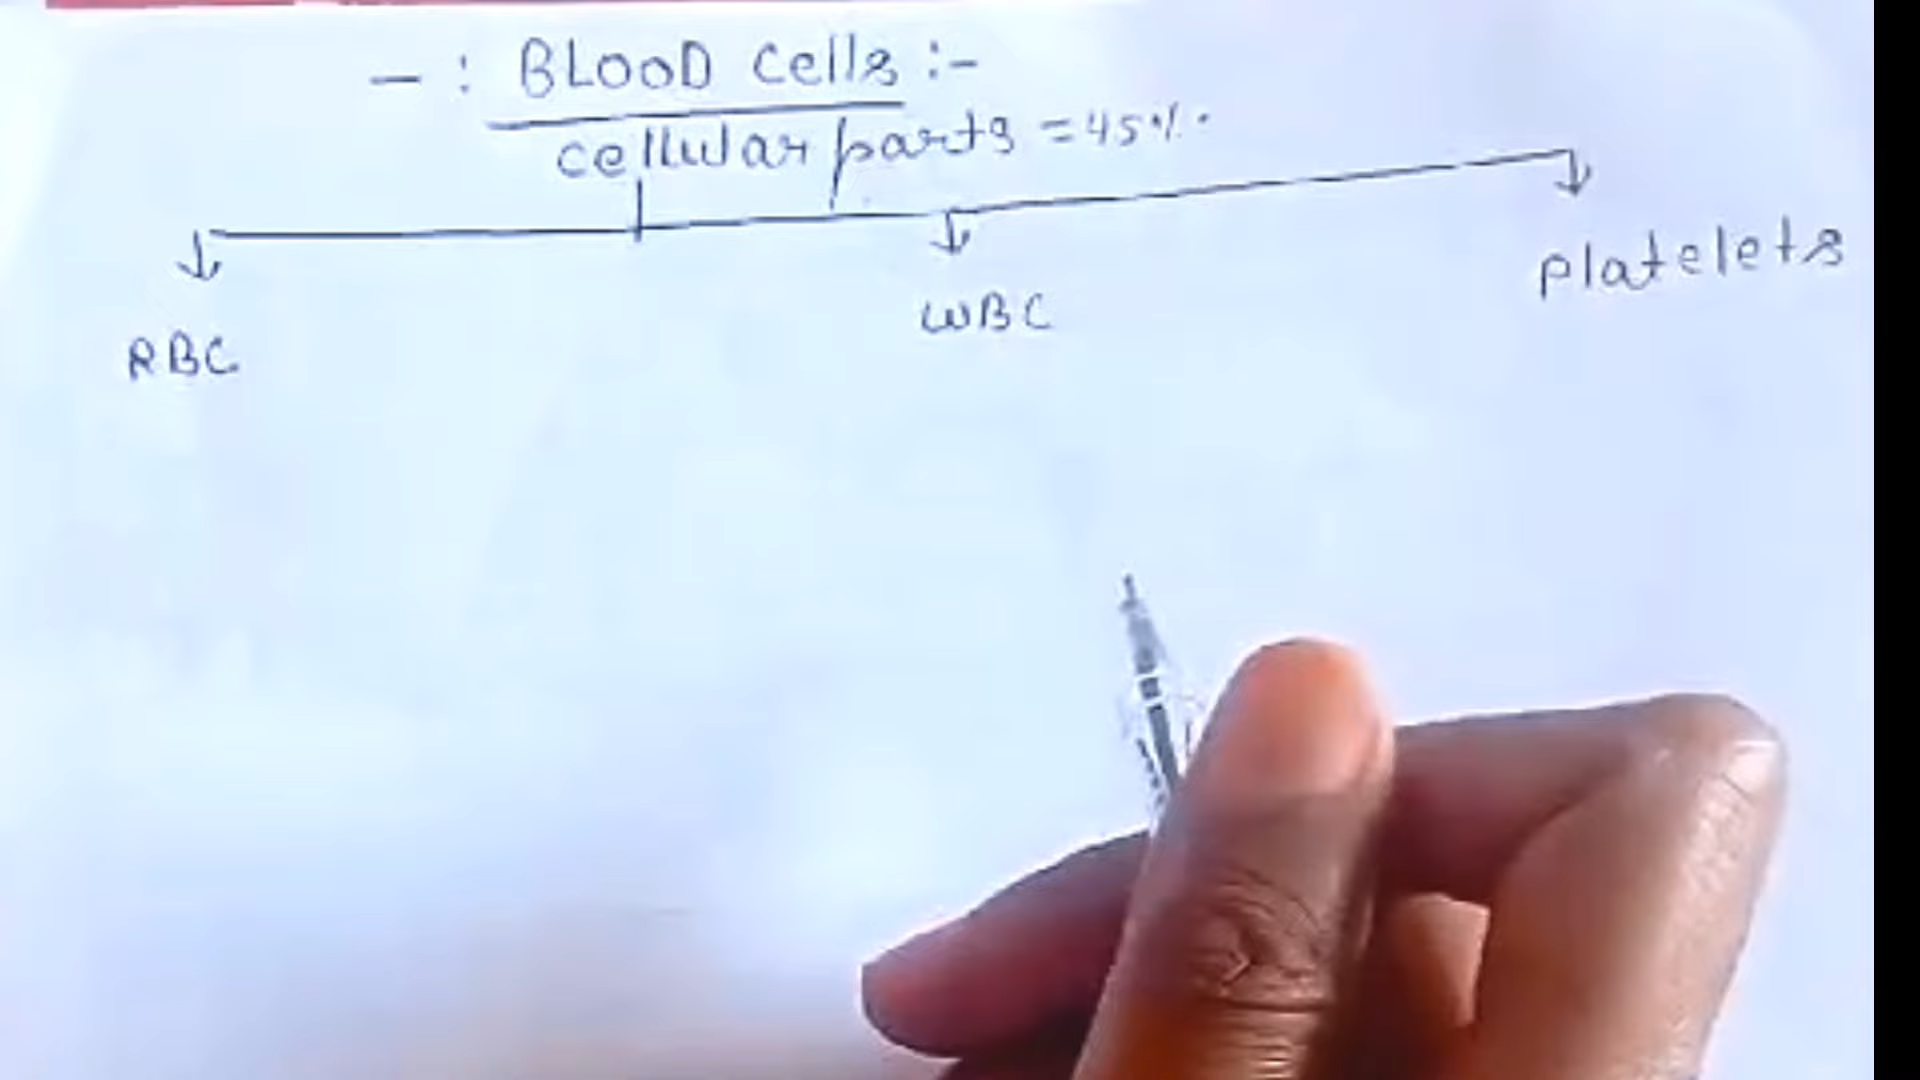 - : BLOOD cells :-
cellular parts = 45%.
RBC
WBC
platelets